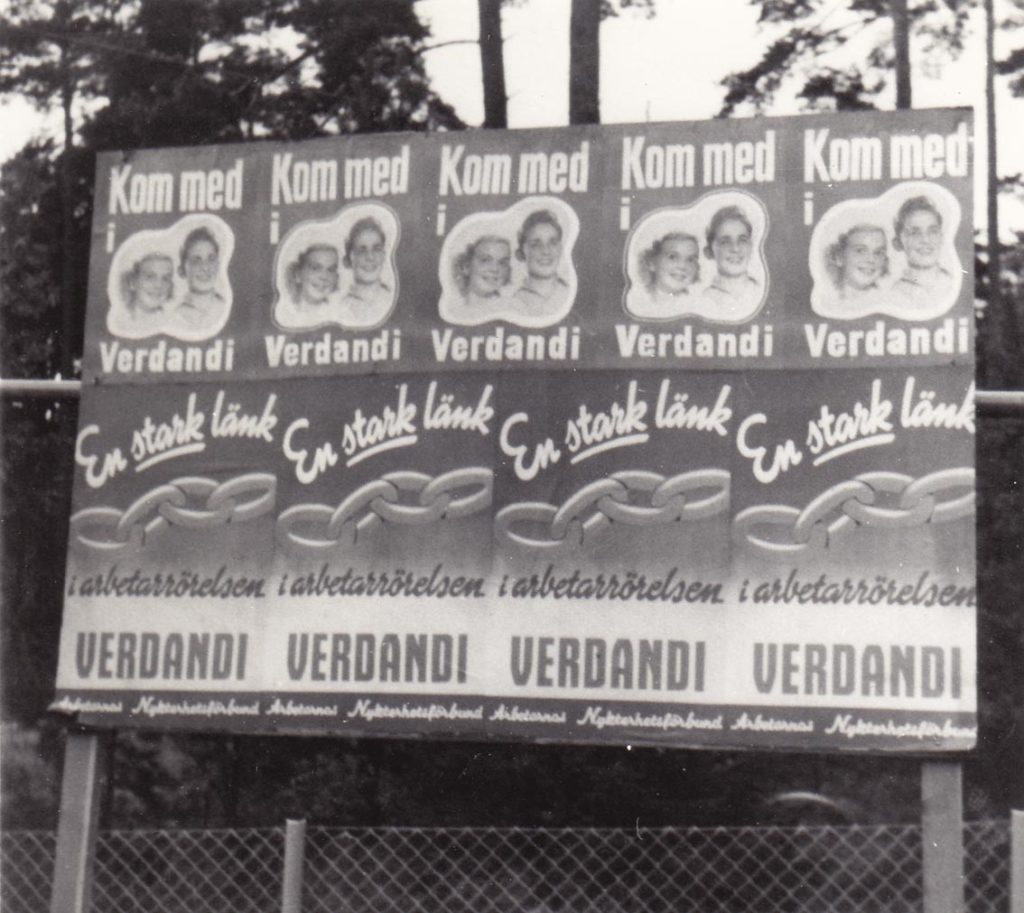 Kom med Kom med Kom med Kom med Kom med
i i i i i
Verdandi Verdandi Verdandi Verdandi Verdandi
En stark länk En stark länk En stark länk En stark länk
i arbetarrörelsen i arbetarrörelsen i arbetarrörelsen i arbetarrörelsen
VERDANDI VERDANDI VERDANDI VERDANDI
Arbetarnas Nykterhetsförbund Arbetarnas Nykterhetsförbund Arbetarnas Nykterhetsförbund Arbetarnas Nykterhetsförbund